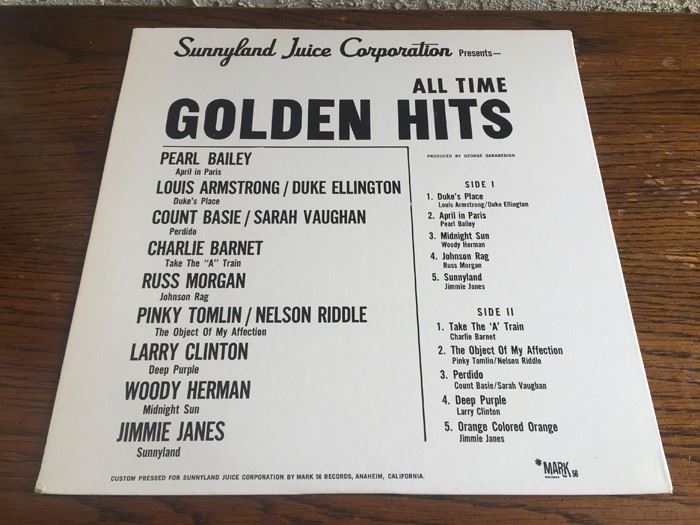 Sunnyland Juice Corporation Presents—
ALL TIME
GOLDEN HITS
PEARL BAILEY
April in Paris
LOUIS ARMSTRONG / DUKE ELLINGTON
Duke's Place
COUNT BASIE / SARAH VAUGHAN
Perdido
CHARLIE BARNET
Take The "A" Train
RUSS MORGAN
Johnson Rag
PINKY TOMLIN / NELSON RIDDLE
The Object Of My Affection
LARRY CLINTON
Deep Purple
WOODY HERMAN
Midnight Sun
JIMMIE JANES
Sunnyland
PRODUCED BY GEORGE GARABEDIAN
SIDE I
1. Duke's Place
Louis Armstrong/Duke Ellington
2. April in Paris
Pearl Bailey
3. Midnight Sun
Woody Herman
4. Johnson Rag
Russ Morgan
5. Sunnyland
Jimmie Janes
SIDE II
1. Take The 'A' Train
Charlie Barnet
2. The Object Of My Affection
Pinky Tomlin/Nelson Riddle
3. Perdido
Count Basie/Sarah Vaughan
4. Deep Purple
Larry Clinton
5. Orange Colored Orange
Jimmie Janes
*MARK 56
RECORDS
CUSTOM PRESSED FOR SUNNYLAND JUICE CORPORATION BY MARK 56 RECORDS, ANAHEIM, CALIFORNIA.